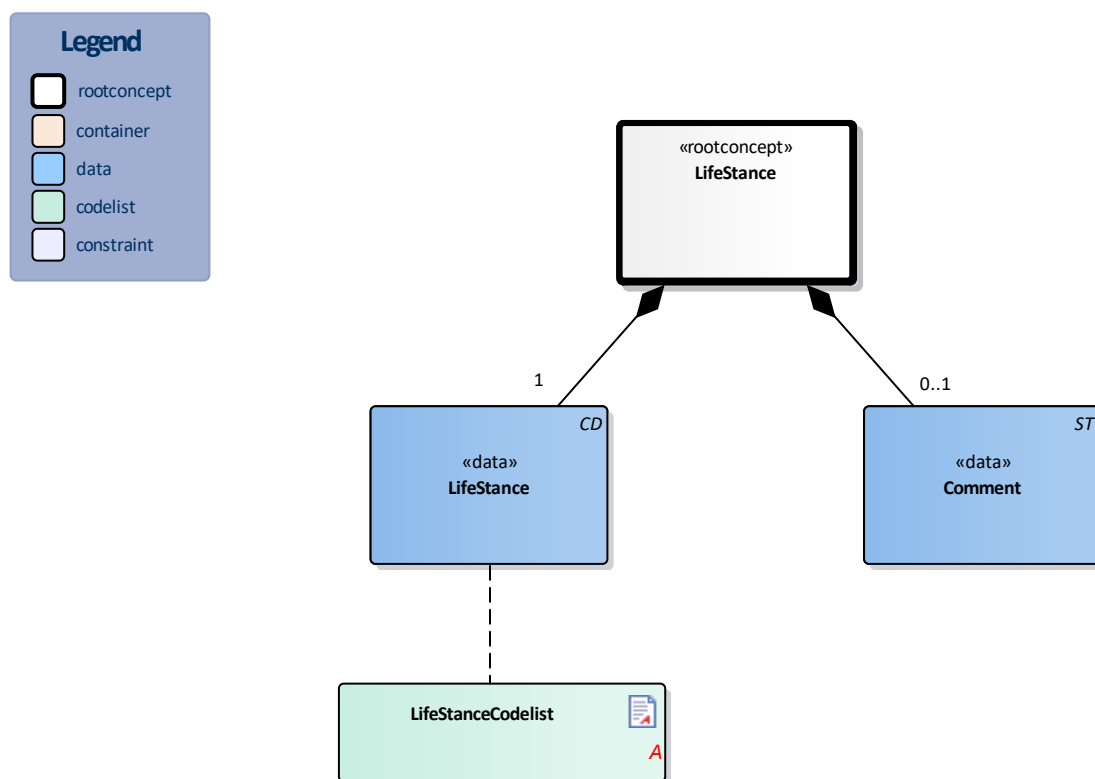 Legend
rootconcept
container
data
codelist
constraint
«rootconcept»
LifeStance
1
0..1
CD
«data»
LifeStance
ST
«data»
Comment
LifeStanceCodelist
A
A